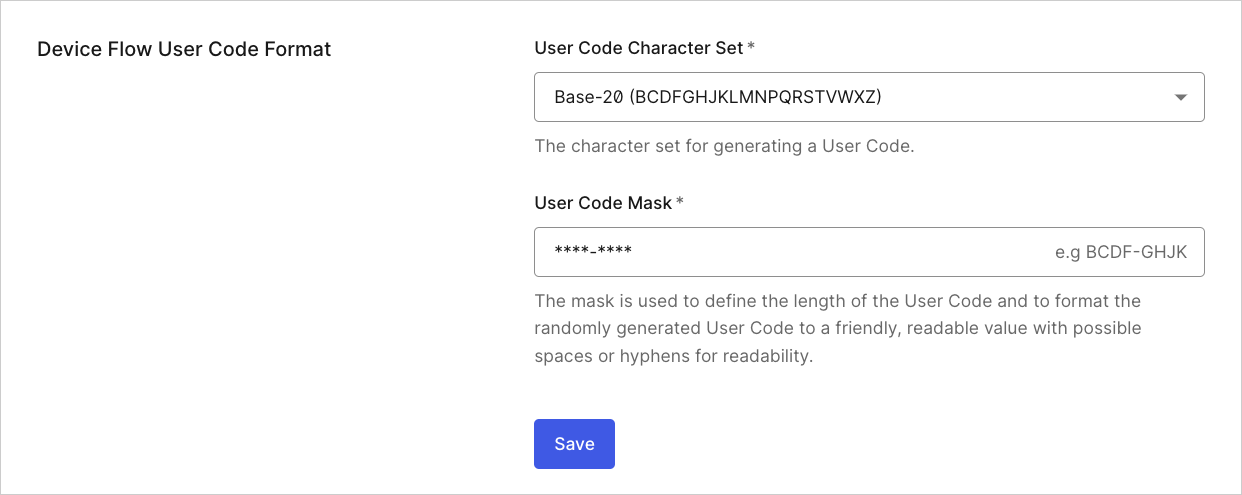 Device Flow User Code Format
User Code Character Set *
Base-20 (BCDFGHJKLMNPQRSTVWXZ)
The character set for generating a User Code.
User Code Mask *
****-****
e.g BCDF-GHJK
The mask is used to define the length of the User Code and to format the
randomly generated User Code to a friendly, readable value with possible
spaces or hyphens for readability.
Save